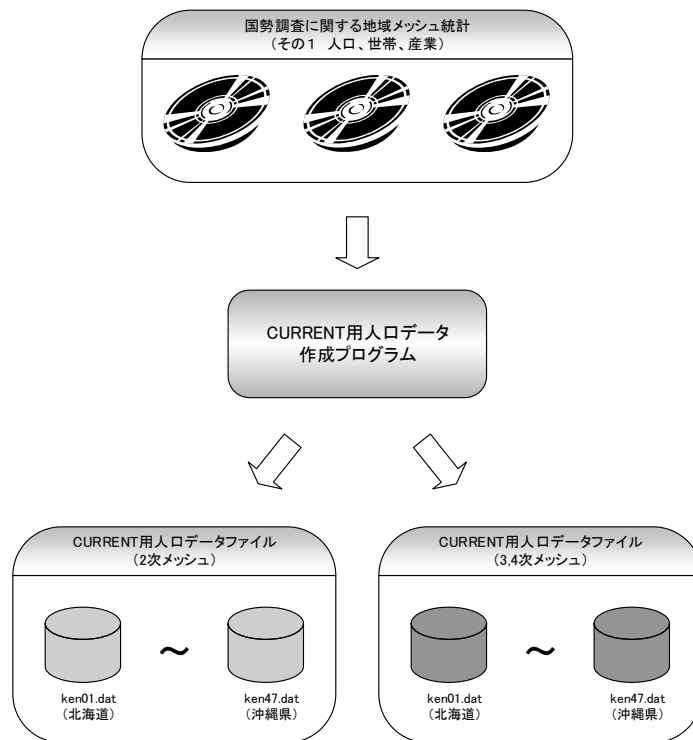 国勢調査に関する地域メッシュ統計
(その1 人口、世帯、産業)
CURRENT用人口データ
作成プログラム
CURRENT用人口データファイル
(2次メッシュ)
CURRENT用人口データファイル
(3,4次メッシュ)
～
～
ken01.dat
(北海道)
ken47.dat
(沖縄県)
ken01.dat
(北海道)
ken47.dat
(沖縄県)